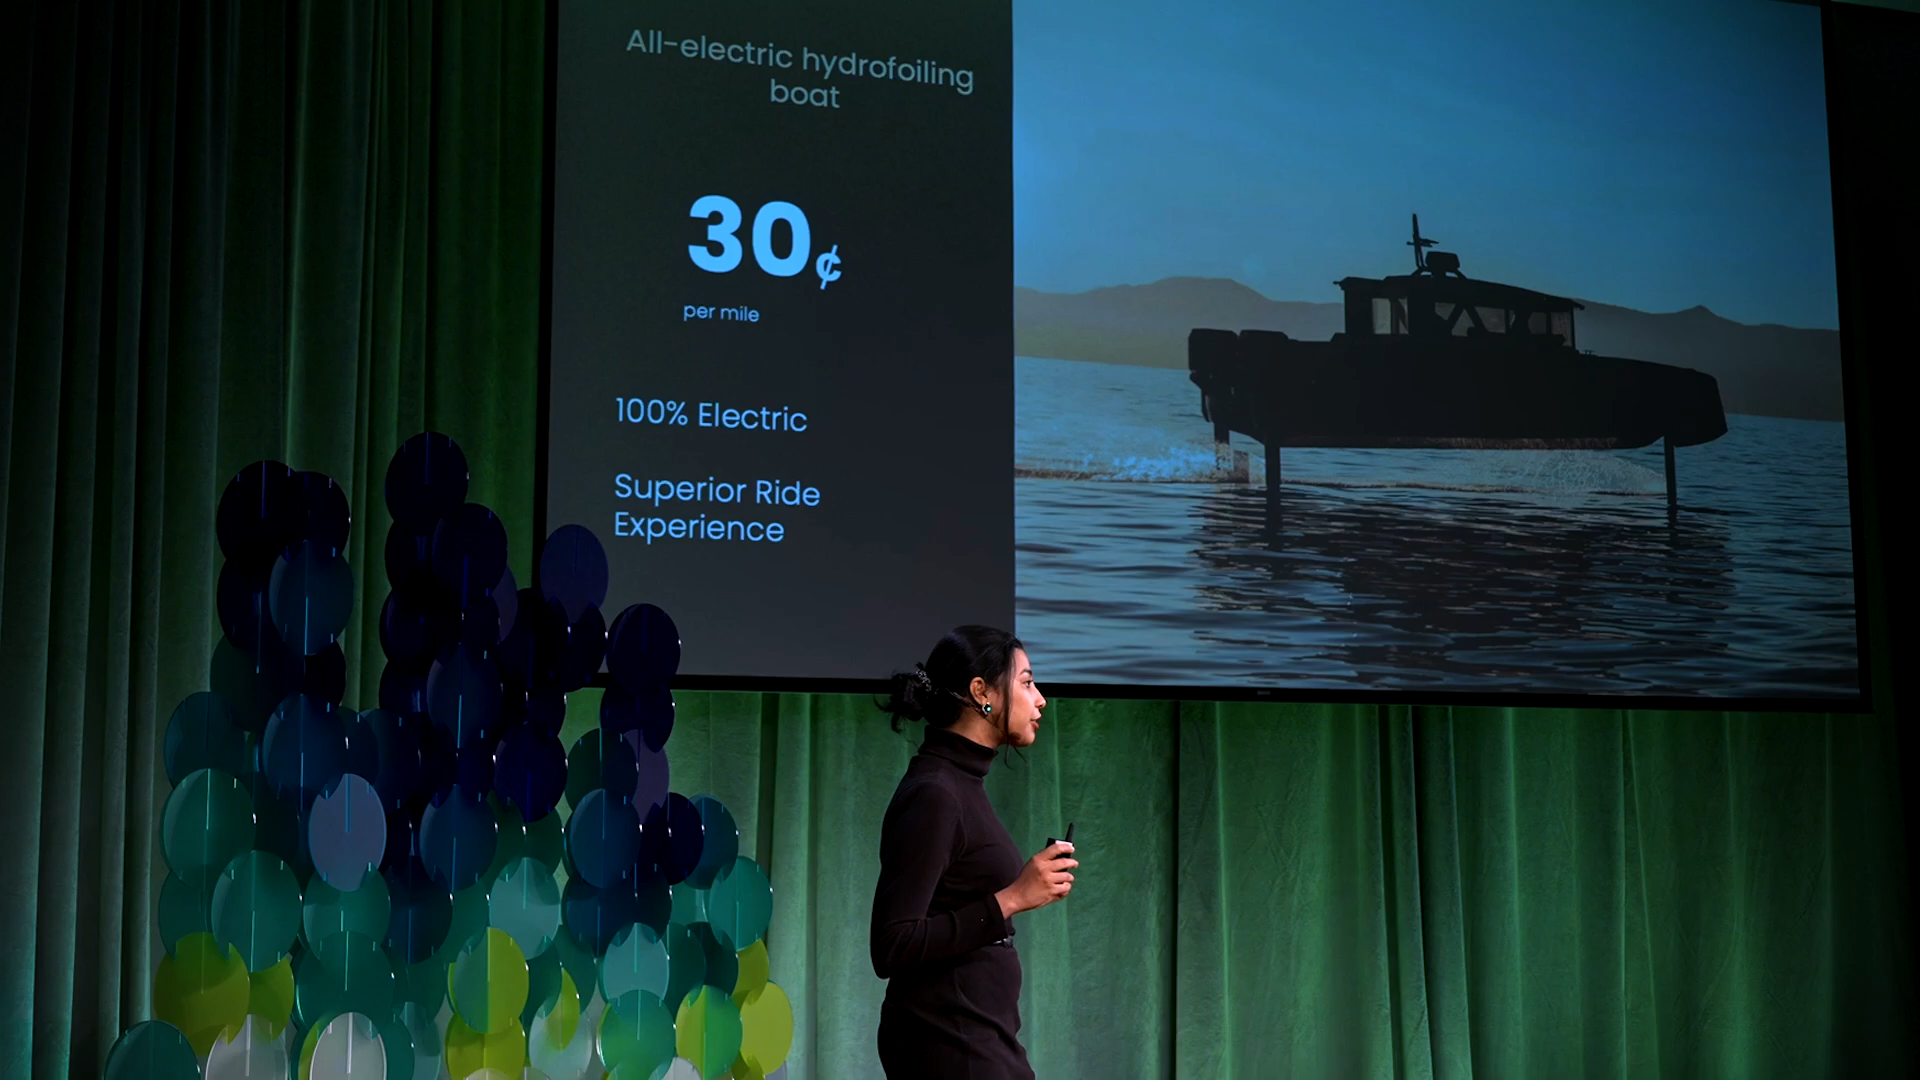 All-electric hydrofoiling
boat
30¢
per mile
100% Electric
Superior Ride
Experience